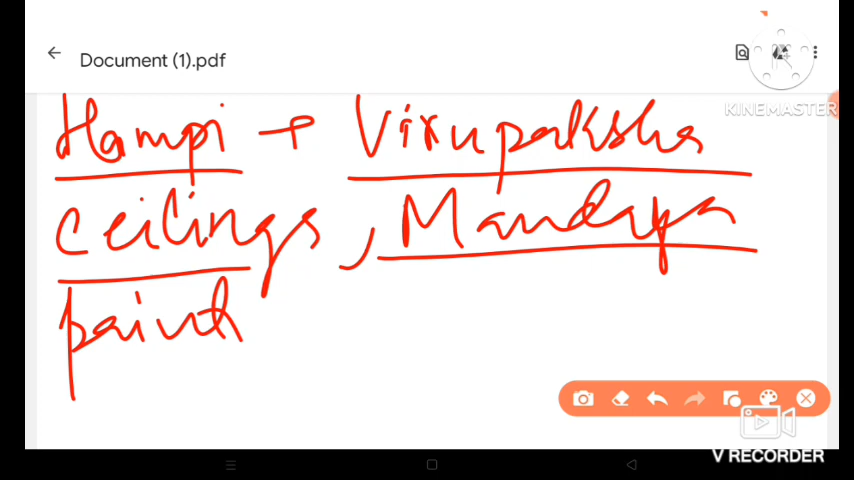 Document (1).pdf
KINEMASTER
Hampi + Virupaksha
Ceilings, Mandapa
paint
V RECORDER